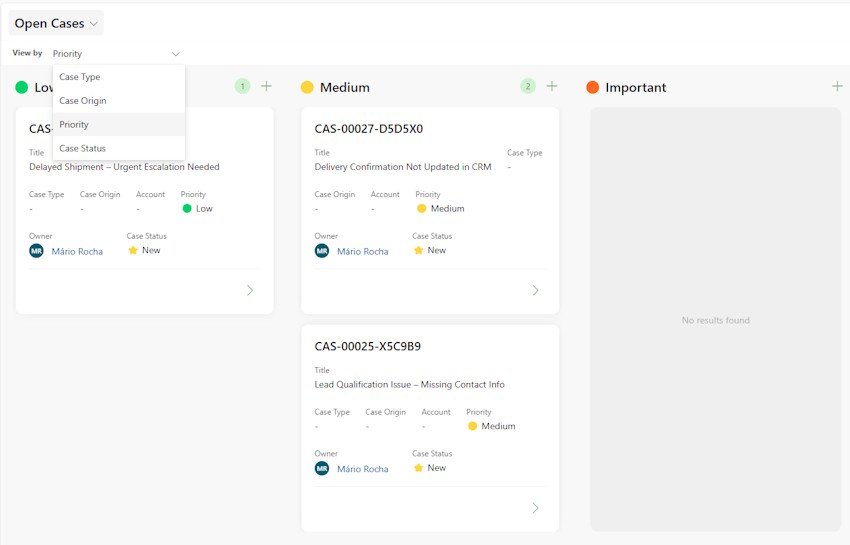 Open Cases
View by Priority
Case Type
Case Origin
Priority
Case Status
1
CAS-
Title
Delayed Shipment – Urgent Escalation Needed
Case Type Case Origin Account Priority
- - - Low
Owner Case Status
MR Mário Rocha New
Medium 2
CAS-00027-D5D5X0
Title Case Type
Delivery Confirmation Not Updated in CRM -
Case Origin Account Priority
- - Medium
Owner Case Status
MR Mário Rocha New
CAS-00025-X5C9B9
Title
Lead Qualification Issue – Missing Contact Info
Case Type Case Origin Account Priority
- - - Medium
Owner Case Status
MR Mário Rocha New
Important
No results found